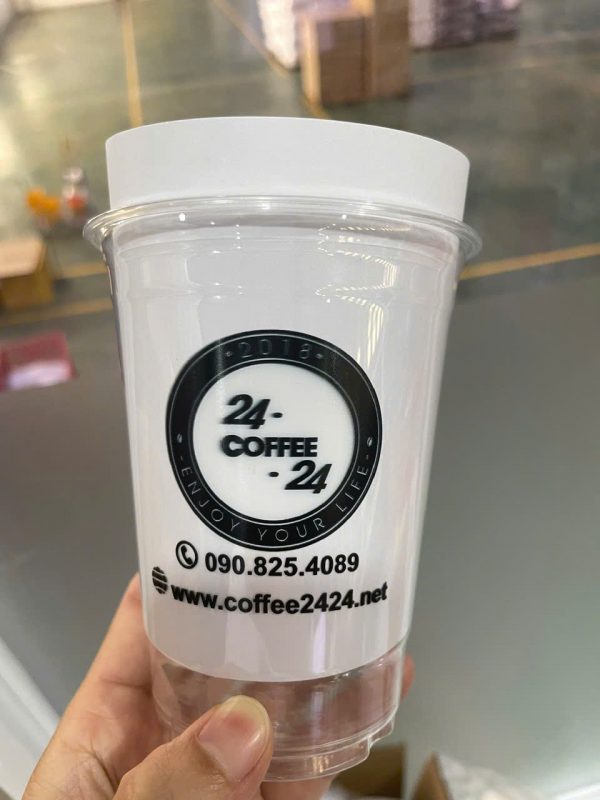 · 2018 ·
24-
COFFEE
-24
· ENJOY YOUR LIFE ·
090.825.4089
www.coffee2424.net